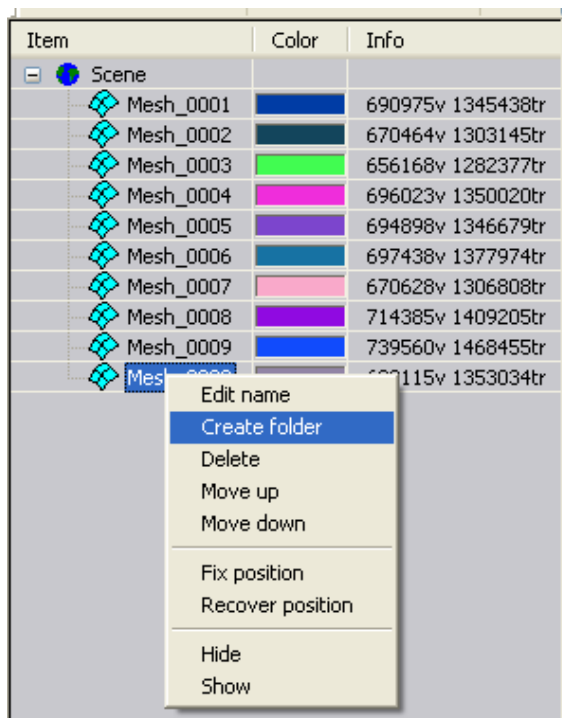 Item Color Info
Scene
Mesh_0001 690975v 1345438tr
Mesh_0002 670464v 1303145tr
Mesh_0003 656168v 1282377tr
Mesh_0004 696023v 1350020tr
Mesh_0005 694898v 1346679tr
Mesh_0006 697438v 1377974tr
Mesh_0007 670628v 1306808tr
Mesh_0008 714385v 1409205tr
Mesh_0009 739560v 1468455tr
1353034tr
Edit name
Create folder
Delete
Move up
Move down
Fix position
Recover position
Hide
Show